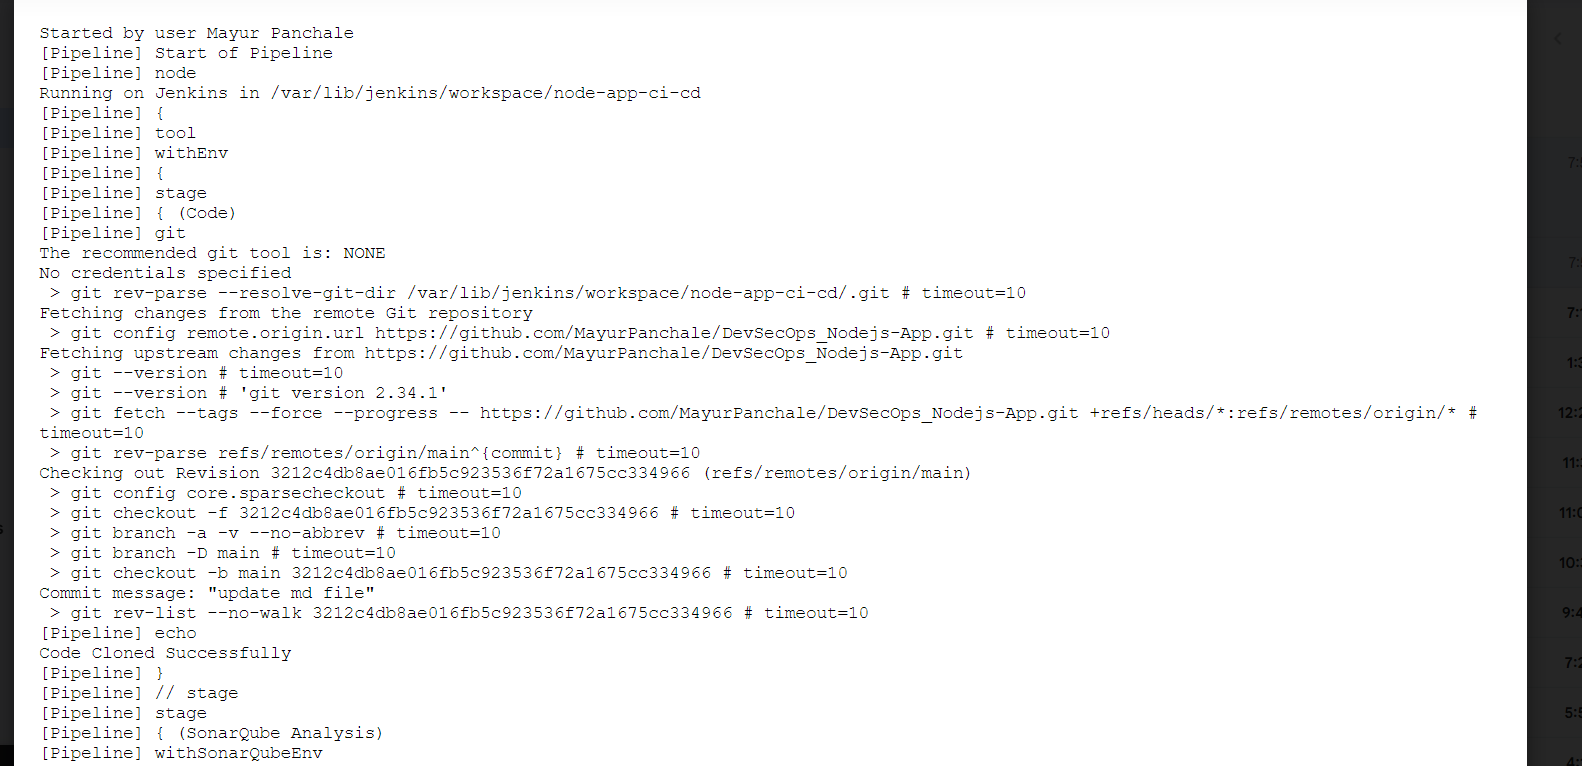 Started by user Mayur Panchale
[Pipeline] Start of Pipeline
[Pipeline] node
Running on Jenkins in /var/lib/jenkins/workspace/node-app-ci-cd
[Pipeline] {
[Pipeline] tool
[Pipeline] withEnv
[Pipeline] {
[Pipeline] stage
[Pipeline] { (Code)
[Pipeline] git
The recommended git tool is: NONE
No credentials specified
 > git rev-parse --resolve-git-dir /var/lib/jenkins/workspace/node-app-ci-cd/.git # timeout=10
Fetching changes from the remote Git repository
 > git config remote.origin.url https://github.com/MayurPanchale/DevSecOps_Nodejs-App.git # timeout=10
Fetching upstream changes from https://github.com/MayurPanchale/DevSecOps_Nodejs-App.git
 > git --version # timeout=10
 > git --version # 'git version 2.34.1'
 > git fetch --tags --force --progress -- https://github.com/MayurPanchale/DevSecOps_Nodejs-App.git +refs/heads/*:refs/remotes/origin/* #
timeout=10
 > git rev-parse refs/remotes/origin/main^{commit} # timeout=10
Checking out Revision 3212c4db8ae016fb5c923536f72a1675cc334966 (refs/remotes/origin/main)
 > git config core.sparsecheckout # timeout=10
 > git checkout -f 3212c4db8ae016fb5c923536f72a1675cc334966 # timeout=10
 > git branch -a -v --no-abbrev # timeout=10
 > git branch -D main # timeout=10
 > git checkout -b main 3212c4db8ae016fb5c923536f72a1675cc334966 # timeout=10
Commit message: "update md file"
 > git rev-list --no-walk 3212c4db8ae016fb5c923536f72a1675cc334966 # timeout=10
[Pipeline] echo
Code Cloned Successfully
[Pipeline] }
[Pipeline] // stage
[Pipeline] stage
[Pipeline] { (SonarQube Analysis)
[Pipeline] withSonarQubeEnv